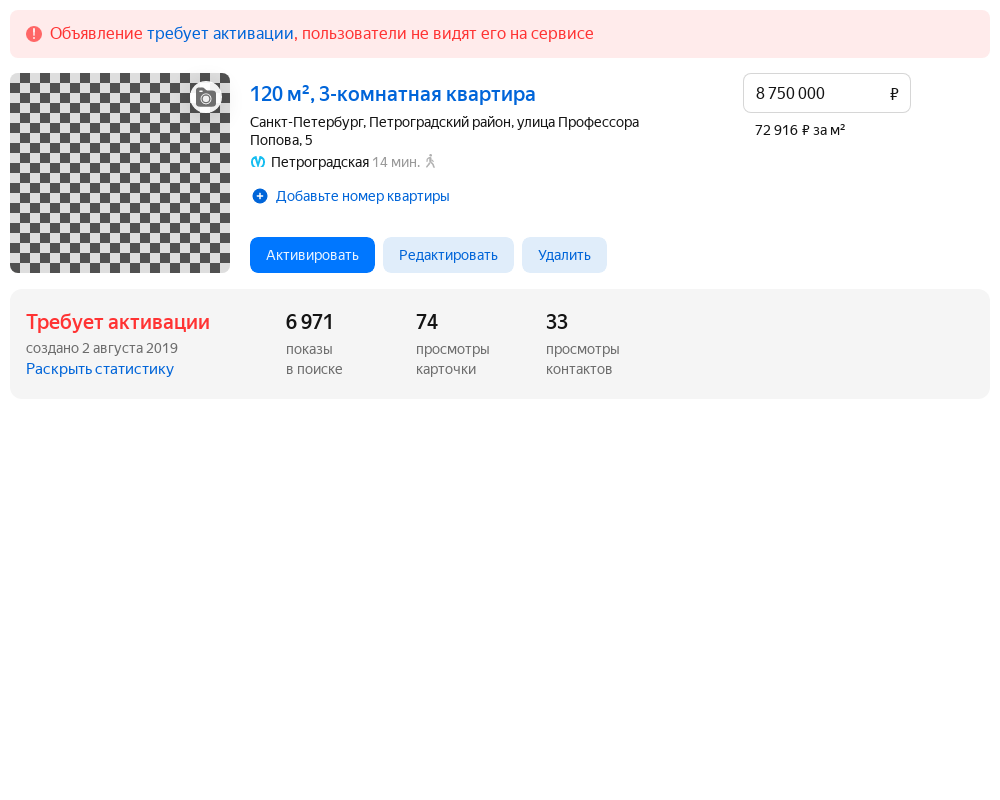 Объявление требует активации, пользователи не видят его на сервисе
120 м², 3-комнатная квартира
Санкт-Петербург, Петроградский район, улица Профессора
Попова, 5
Петроградская 14 мин.
Добавьте номер квартиры
8 750 000 ₽
72 916 ₽ за м²
Активировать Редактировать Удалить
Требует активации
создано 2 августа 2019
Раскрыть статистику
6 971
показы
в поиске
74
просмотры
карточки
33
просмотры
контактов